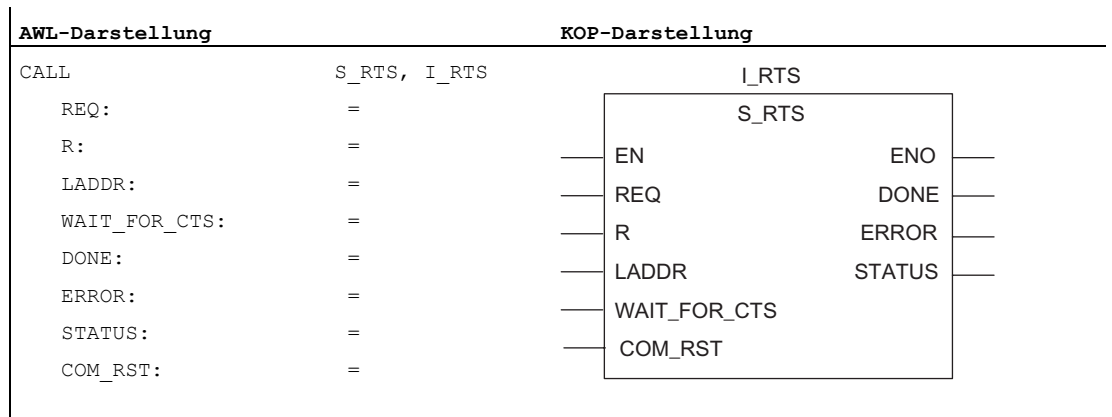 AWL-Darstellung KOP-Darstellung
CALL S_RTS, I_RTS
REQ: =
R: =
LADDR: =
WAIT_FOR_CTS: =
DONE: =
ERROR: =
STATUS: =
COM_RST: =
I_RTS
S_RTS
EN ENO
REQ DONE
R ERROR
LADDR STATUS
WAIT_FOR_CTS
COM_RST